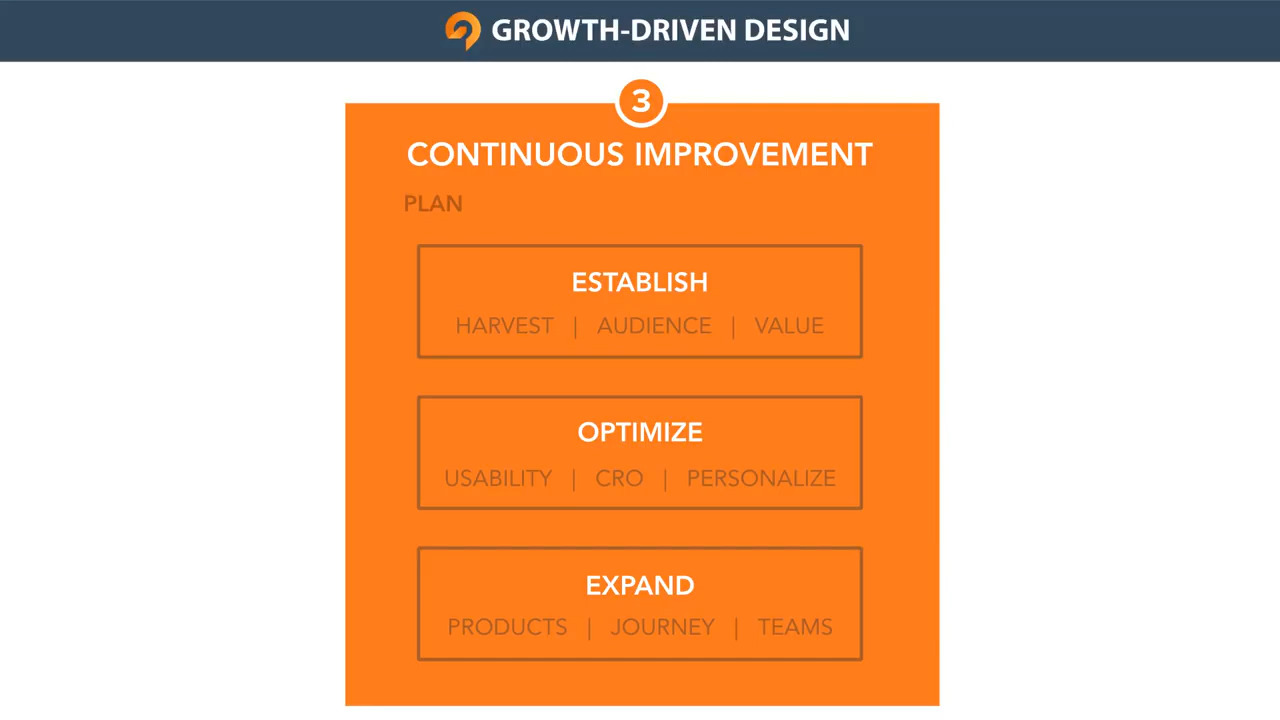 GROWTH-DRIVEN DESIGN
3
CONTINUOUS IMPROVEMENT
PLAN
ESTABLISH
HARVEST | AUDIENCE | VALUE
OPTIMIZE
USABILITY | CRO | PERSONALIZE
EXPAND
PRODUCTS | JOURNEY | TEAMS